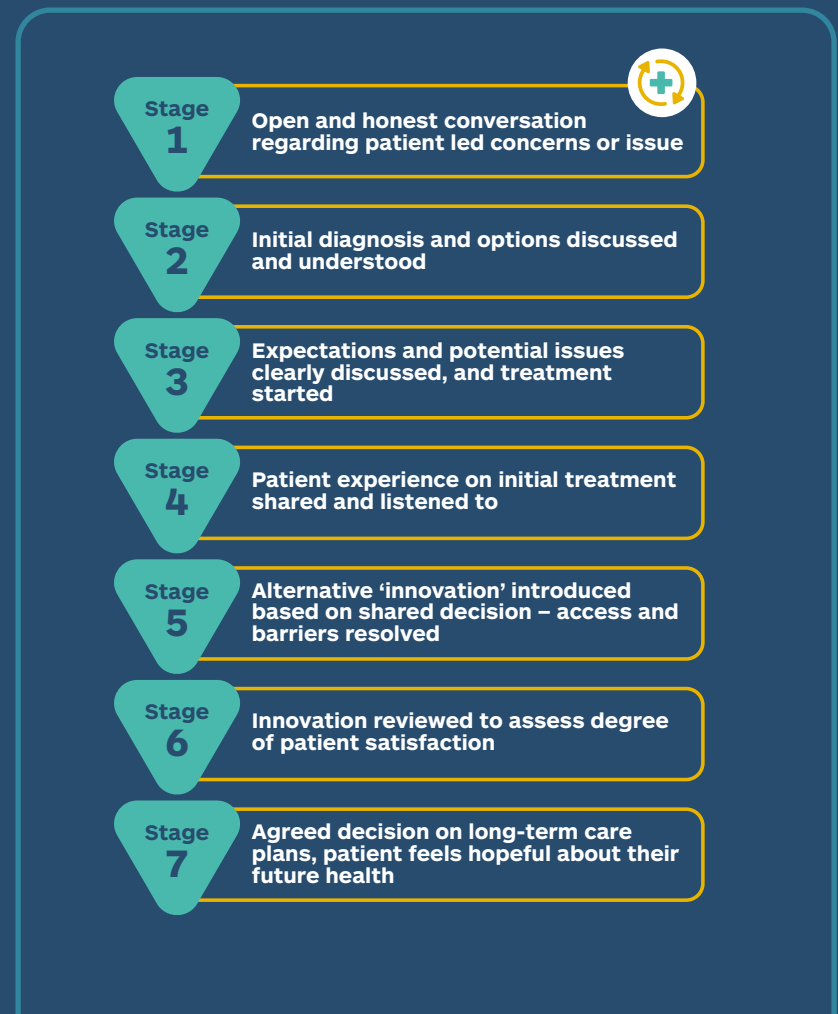 Stage
1
Open and honest conversation
regarding patient led concerns or issue
Stage
2
Initial diagnosis and options discussed
and understood
Stage
3
Expectations and potential issues
clearly discussed, and treatment
started
Stage
4
Patient experience on initial treatment
shared and listened to
Stage
5
Alternative ‘innovation’ introduced
based on shared decision – access and
barriers resolved
Stage
6
Innovation reviewed to assess degree
of patient satisfaction
Stage
7
Agreed decision on long-term care
plans, patient feels hopeful about their
future health